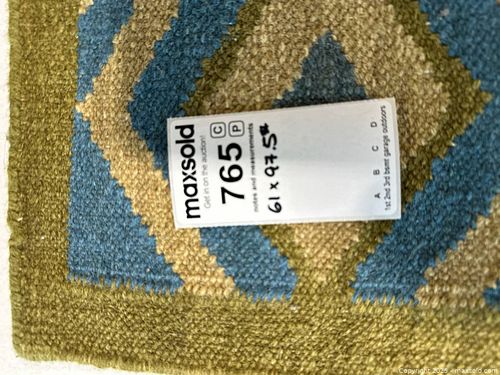 maxsold
Get in on the auction!
765 C P
notes and measurements
61 x 97.5"
A B C D
1st 2nd 3rd bsmt garage outdoors
Copyright 2025 - maxsold.com